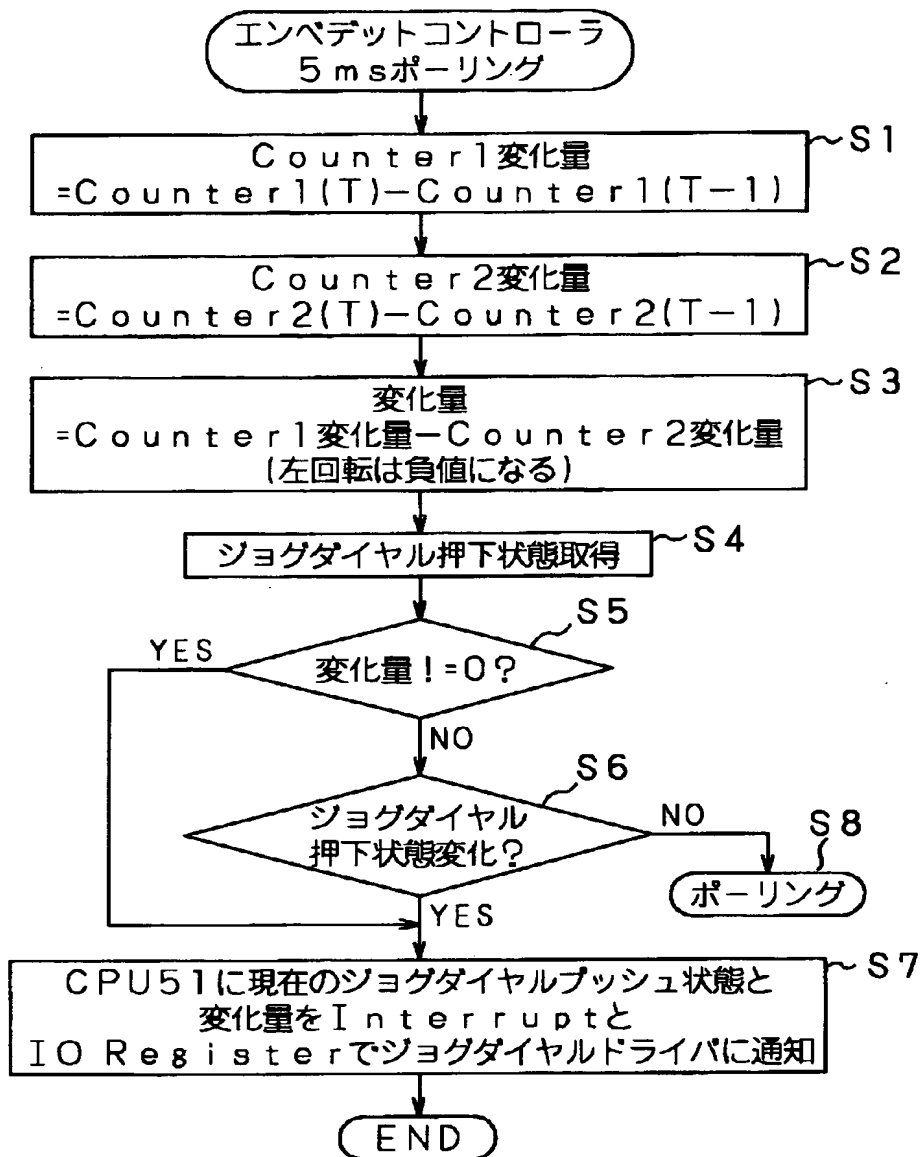 エンベデットコントローラ
5msポーリング
Counter1変化量
=Counter1(T)-Counter1(T-1)
S1
Counter2変化量
=Counter2(T)-Counter2(T-1)
S2
変化量
=Counter1変化量-Counter2変化量
(左回転は負値になる)
S3
ジョグダイヤル押下状態取得
S4
S5
YES
変化量!=0?
NO
S6
ジョグダイヤル
押下状態変化?
NO
S8
ポーリング
YES
CPU51に現在のジョグダイヤルプッシュ状態と
変化量をInterruptと
IO Registerでジョグダイヤルドライバに通知
S7
END